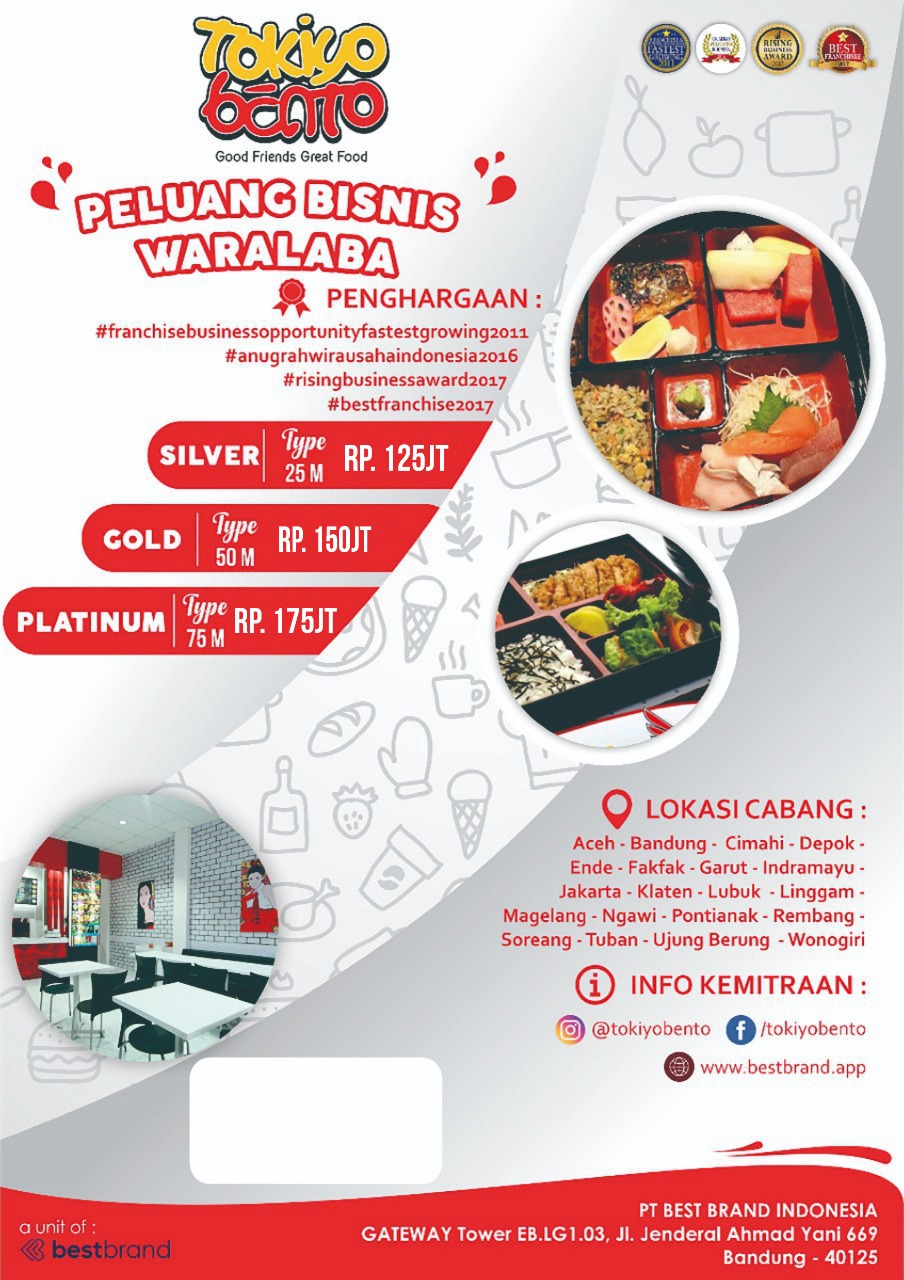 TOKIYO
bento
Good Friends Great Food
FASTEST
2011
RISING
BUSINESS
AWARD
2017
BEST
FRANCHISE
2017
PELUANG BISNIS
WARALABA
PENGHARGAAN :
#franchisebusinessopportunityfastestgrowing2011
#anugrahwirausahaindonesia2016
#risingbusinessaward2017
#bestfranchise2017
SILVER Type 25 M RP. 125JT
GOLD Type 50 M RP. 150JT
PLATINUM Type 75 M RP. 175JT
LOKASI CABANG :
Aceh - Bandung - Cimahi - Depok -
Ende - Fakfak - Garut - Indramayu -
Jakarta - Klaten - Lubuk - Linggam -
Magelang - Ngawi - Pontianak - Rembang -
Soreang - Tuban - Ujung Berung - Wonogiri
INFO KEMITRAAN :
@tokiyobento /tokiyobento
www.bestbrand.app
a unit of :
bestbrand
PT BEST BRAND INDONESIA
GATEWAY Tower EB.LG1.03, Jl. Jenderal Ahmad Yani 669
Bandung - 40125